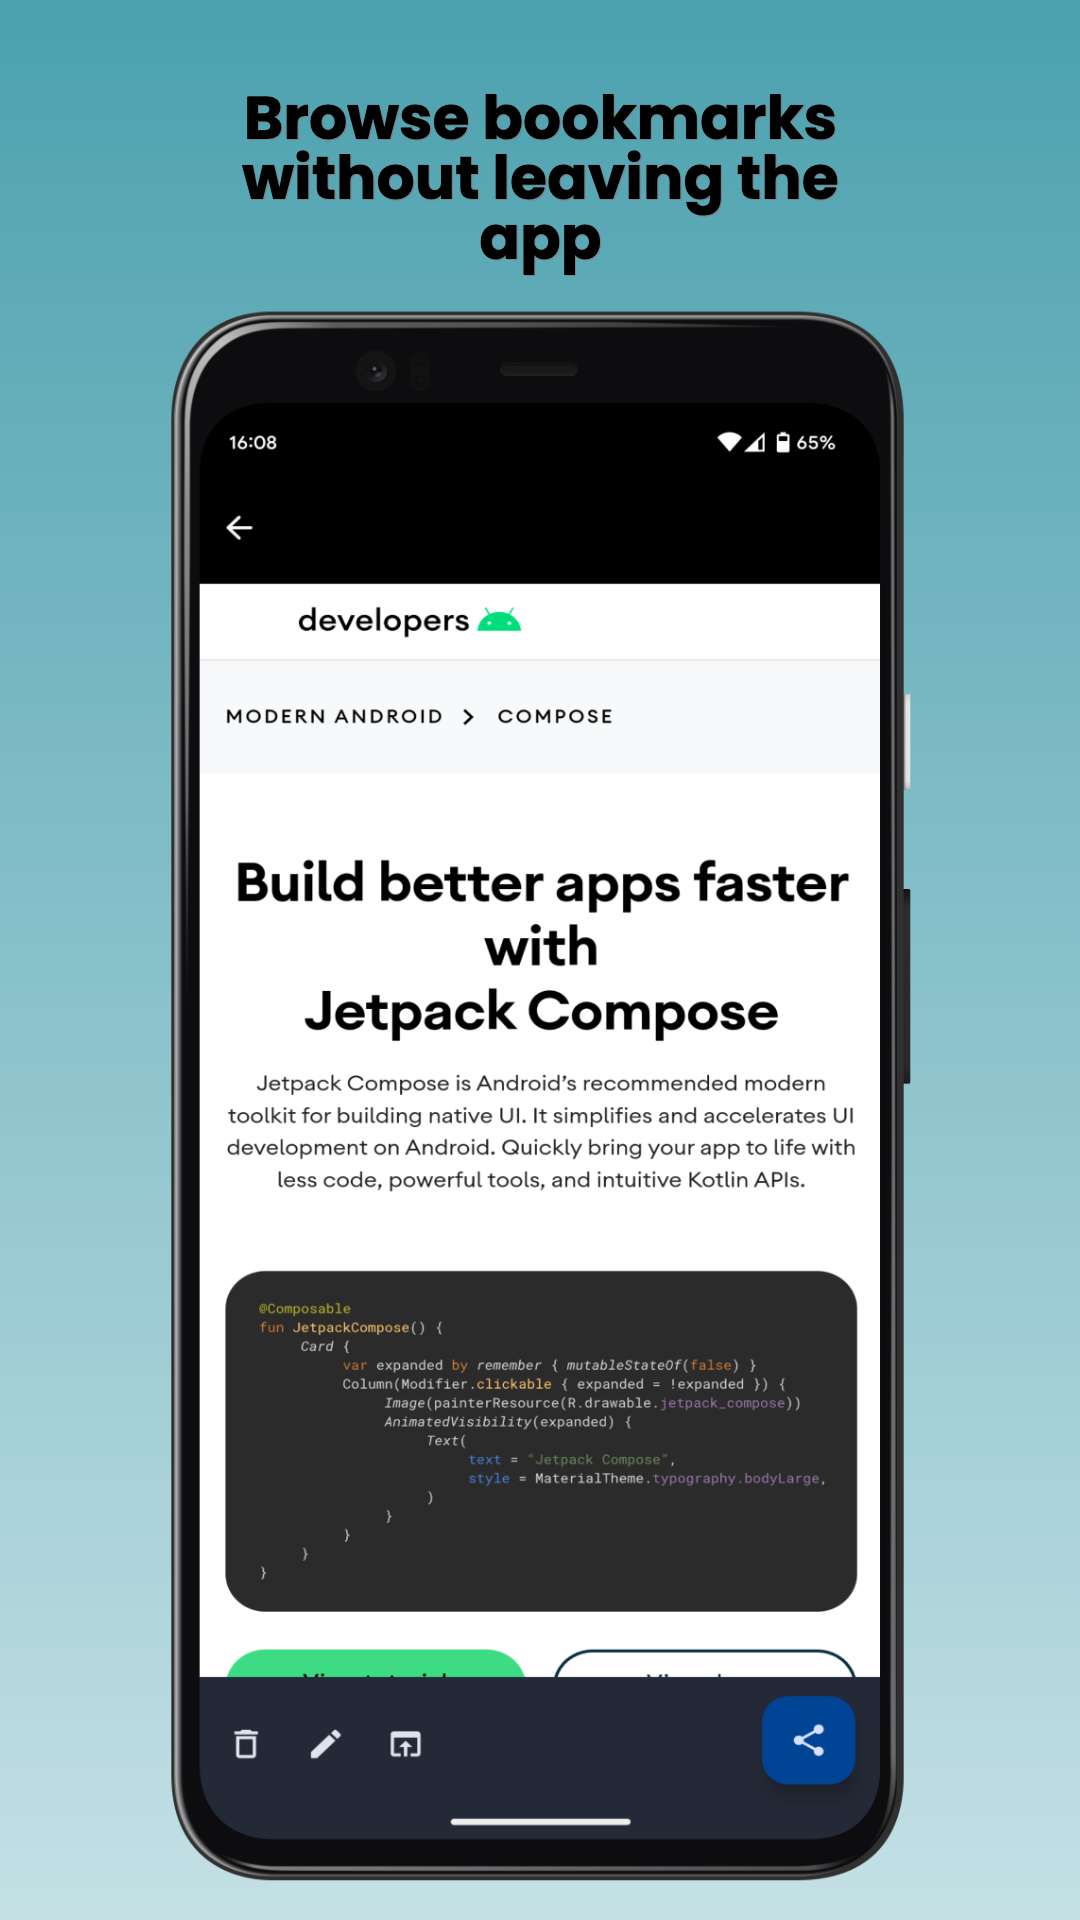 Browse bookmarks
without leaving the
app
16:08
65%
developers
MODERN ANDROID > COMPOSE
Build better apps faster
with
Jetpack Compose
Jetpack Compose is Android’s recommended modern
toolkit for building native UI. It simplifies and accelerates UI
development on Android. Quickly bring your app to life with
less code, powerful tools, and intuitive Kotlin APIs.
@Composable
fun JetpackCompose() {
Card {
var expanded by remember { mutableStateOf(false) }
Column(Modifier.clickable { expanded = !expanded }) {
Image(painterResource(R.drawable.jetpack_compose))
AnimatedVisibility(expanded) {
Text(
text = "Jetpack Compose",
style = MaterialTheme.typography.bodyLarge,
)
}
}
}
}